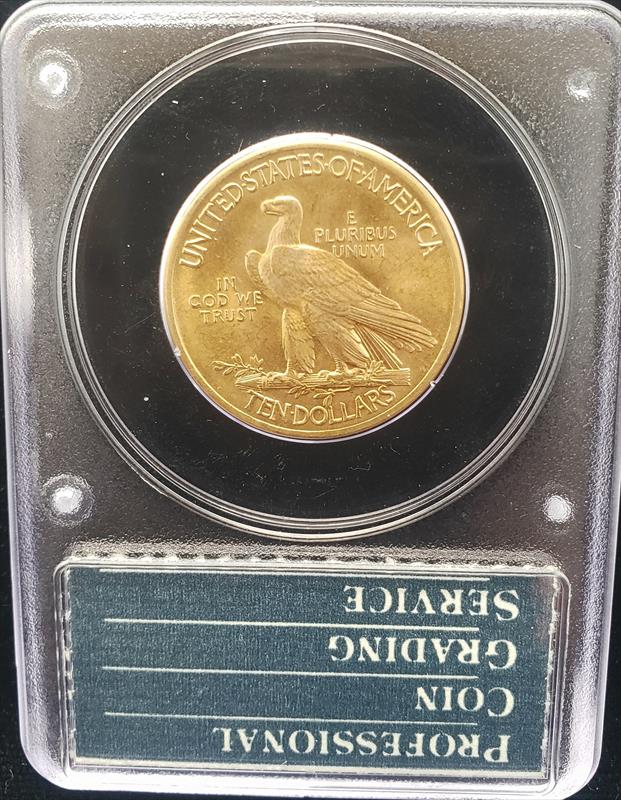 UNITED·STATES·OF·AMERICA
E
PLURIBUS
UNUM
IN
GOD WE
TRUST
TEN·DOLLARS
PROFESSIONAL
COIN
GRADING
SERVICE